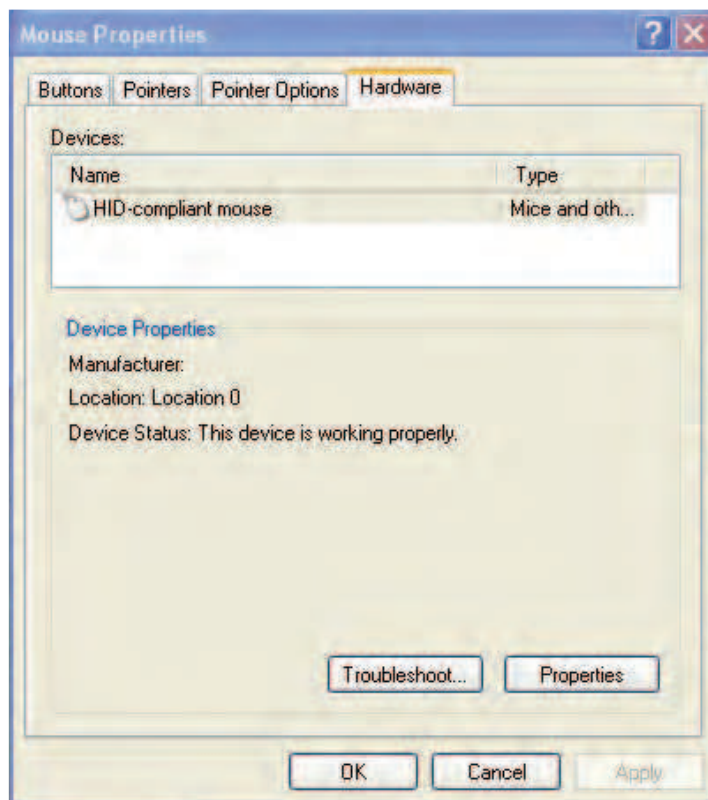 Mouse Properties
Buttons Pointers Pointer Options Hardware
Devices:
Name Type
HID-compliant mouse Mice and oth...
Device Properties
Manufacturer:
Location: Location 0
Device Status: This device is working properly.
Troubleshoot... Properties
OK Cancel Apply